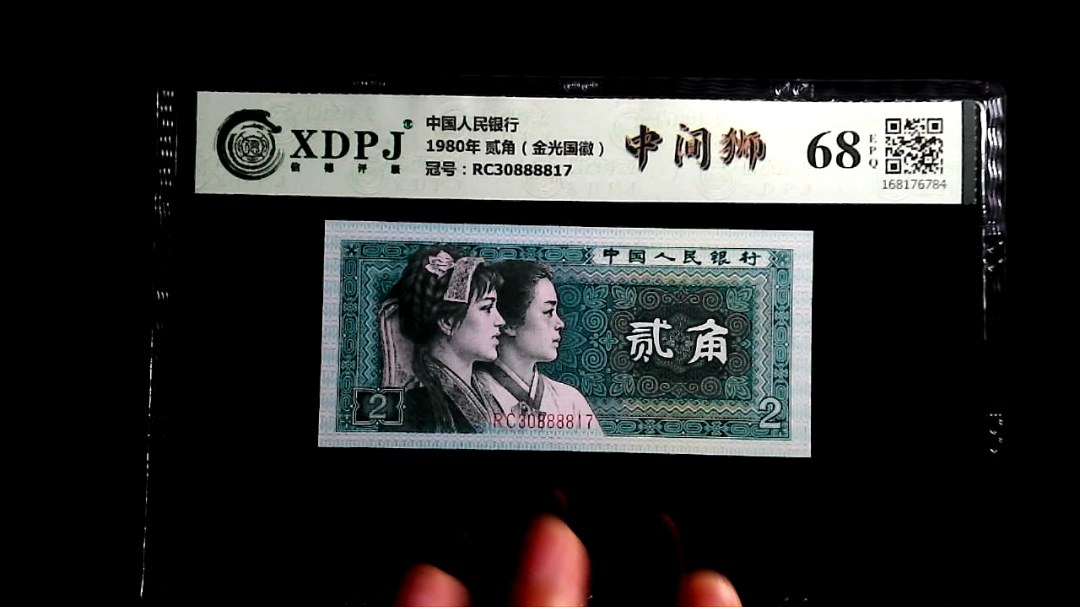 XDPJ
信德评级
中国人民银行
1980年 贰角（金光国徽）
冠号：RC30888817
中间狮
68
EPQ
168176784
中国人民银行
贰角
2
RC30888817
2